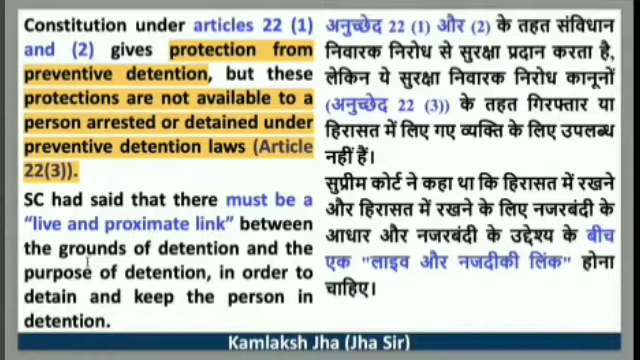 Constitution under articles 22 (1)
and (2) gives protection from
preventive detention, but these
protections are not available to a
person arrested or detained under
preventive detention laws (Article
22(3)).
SC had said that there must be a
“live and proximate link” between
the grounds of detention and the
purpose of detention, in order to
detain and keep the person in
detention.
अनुच्छेद 22 (1) और (2) के तहत संविधान
निवारक निरोध से सुरक्षा प्रदान करता है,
लेकिन ये सुरक्षा निवारक निरोध कानूनों
(अनुच्छेद 22 (3)) के तहत गिरफ्तार या
हिरासत में लिए गए व्यक्ति के लिए उपलब्ध
नहीं हैं।
सुप्रीम कोर्ट ने कहा था कि हिरासत में रखने
और हिरासत में रखने के लिए नजरबंदी के
आधार और नजरबंदी के उद्देश्य के बीच
एक "लाइव और नजदीकी लिंक" होना
चाहिए।
Kamlaksh Jha (Jha Sir)